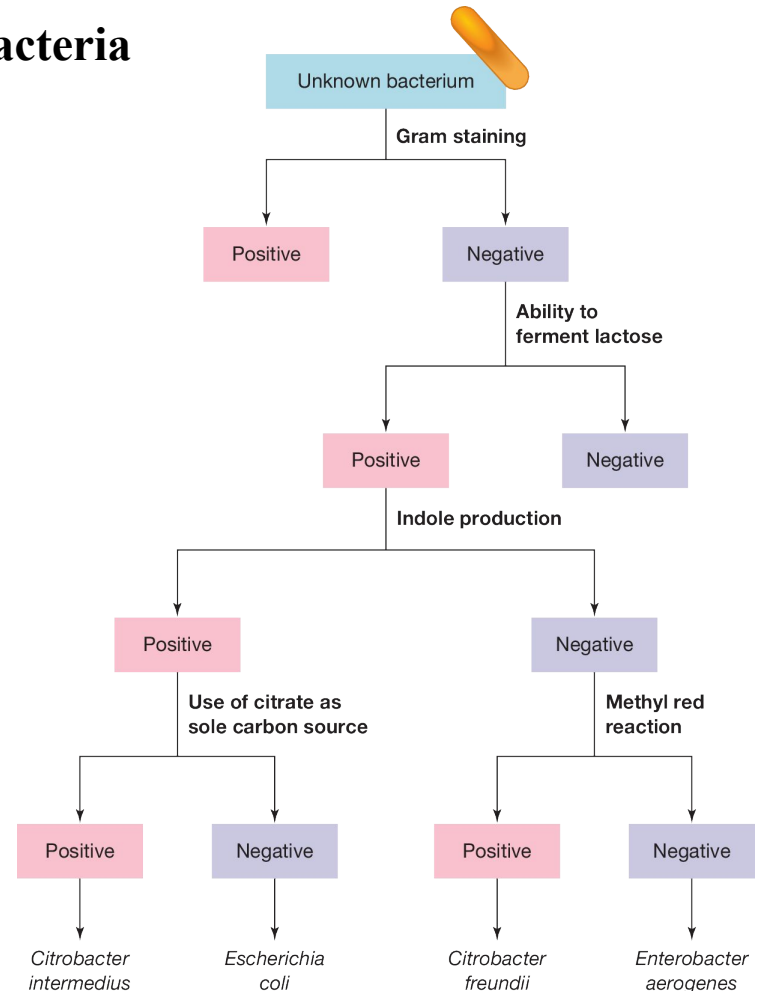 acteria
Unknown bacterium
Gram staining
Positive
Negative
Ability to
ferment lactose
Positive
Negative
Indole production
Positive
Negative
Use of citrate as
sole carbon source
Methyl red
reaction
Positive
Negative
Positive
Negative
Citrobacter
intermedius
Escherichia
coli
Citrobacter
freundii
Enterobacter
aerogenes